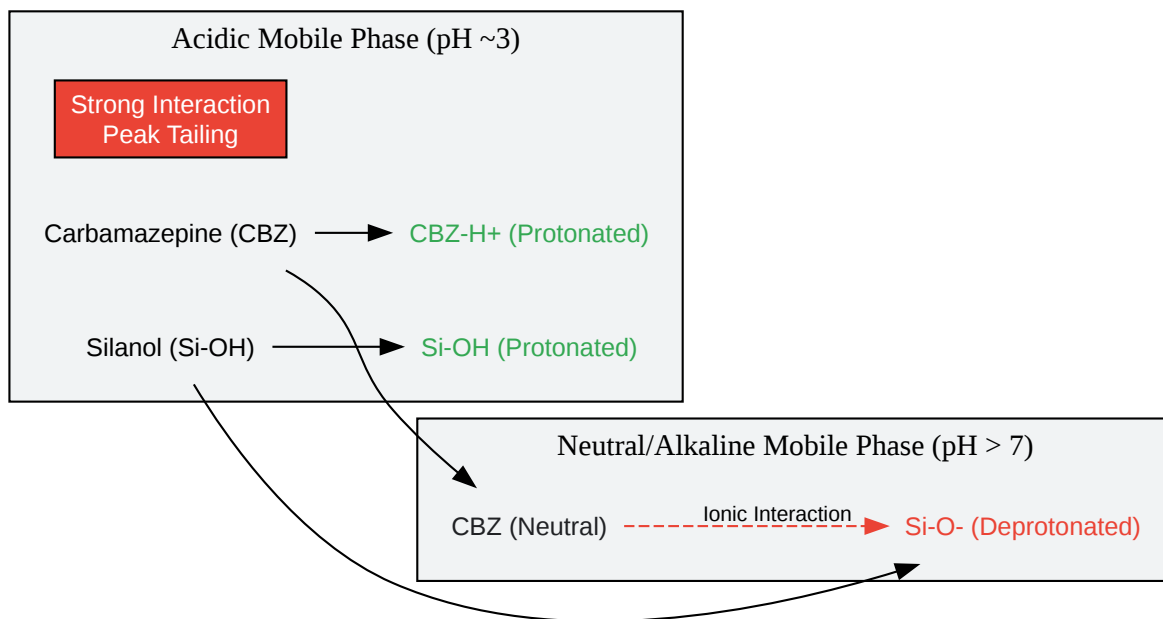 Acidic Mobile Phase (pH ~3)
Strong Interaction
Peak Tailing
Carbamazepine (CBZ)
CBZ-H+ (Protonated)
Silanol (Si-OH)
Si-OH (Protonated)
Neutral/Alkaline Mobile Phase (pH > 7)
CBZ (Neutral)
Ionic Interaction
Si-O- (Deprotonated)